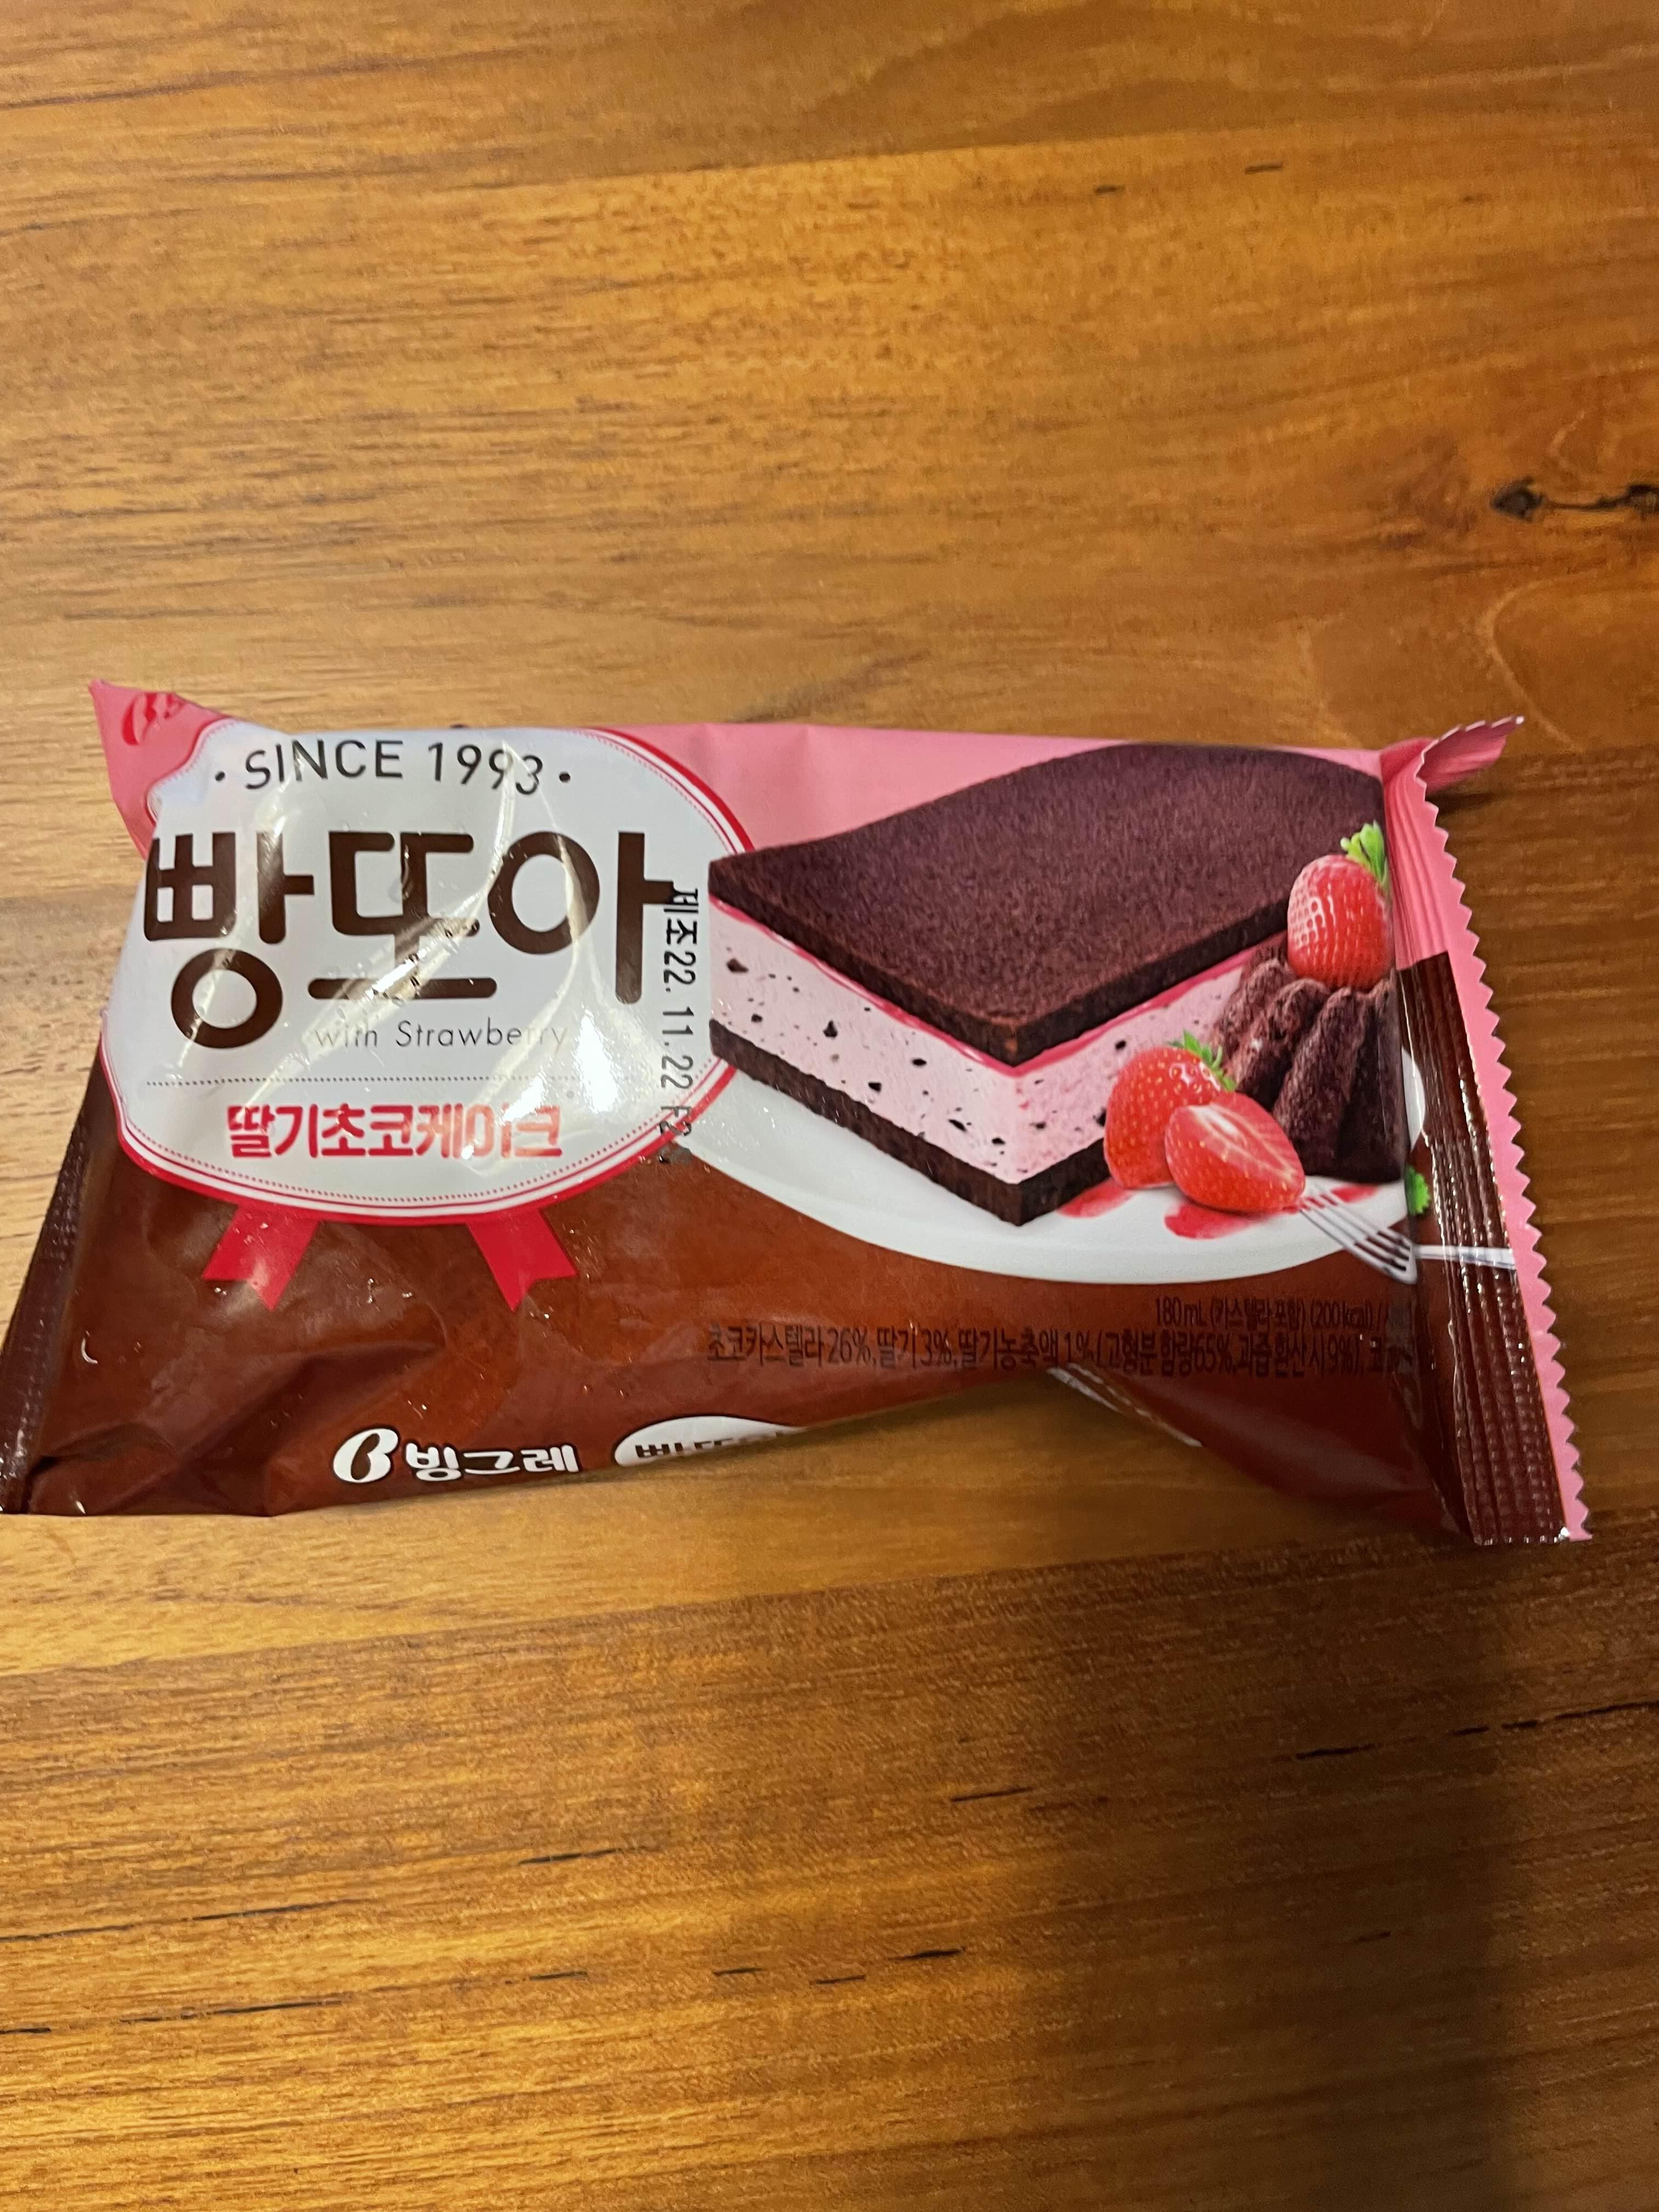 · SINCE 1993 ·
빵또아
with Strawberry
딸기초코케이크
제조22. 11. 22
180mL (카스텔라 포함) (200kcal) /
초코카스텔라 26%, 딸기 3%, 딸기농축액 1% (고형분 함량 65%, 과즙 환산 시 9%),
빙그레